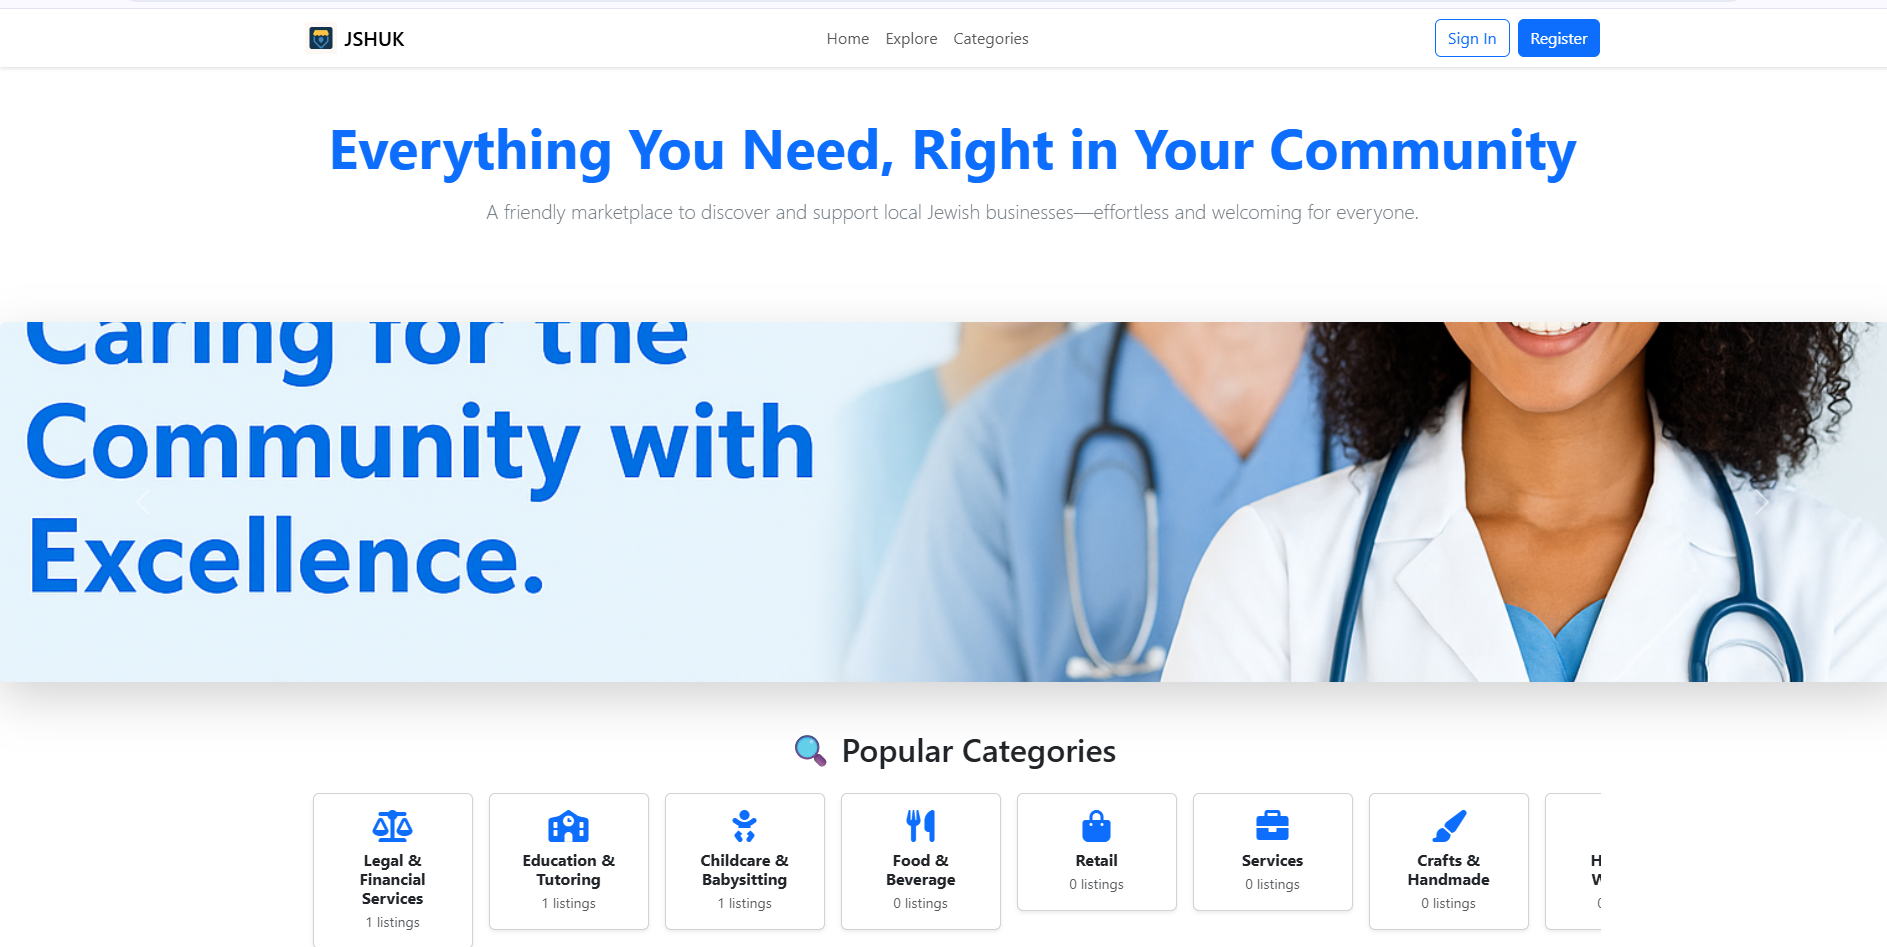 JSHUK
Home Explore Categories
Sign In Register
Everything You Need, Right in Your Community
A friendly marketplace to discover and support local Jewish businesses—effortless and welcoming for everyone.
Caring for the
Community with
Excellence.
Popular Categories
Legal &
Financial
Services
1 listings
Education &
Tutoring
1 listings
Childcare &
Babysitting
1 listings
Food &
Beverage
0 listings
Retail
0 listings
Services
0 listings
Crafts &
Handmade
0 listings